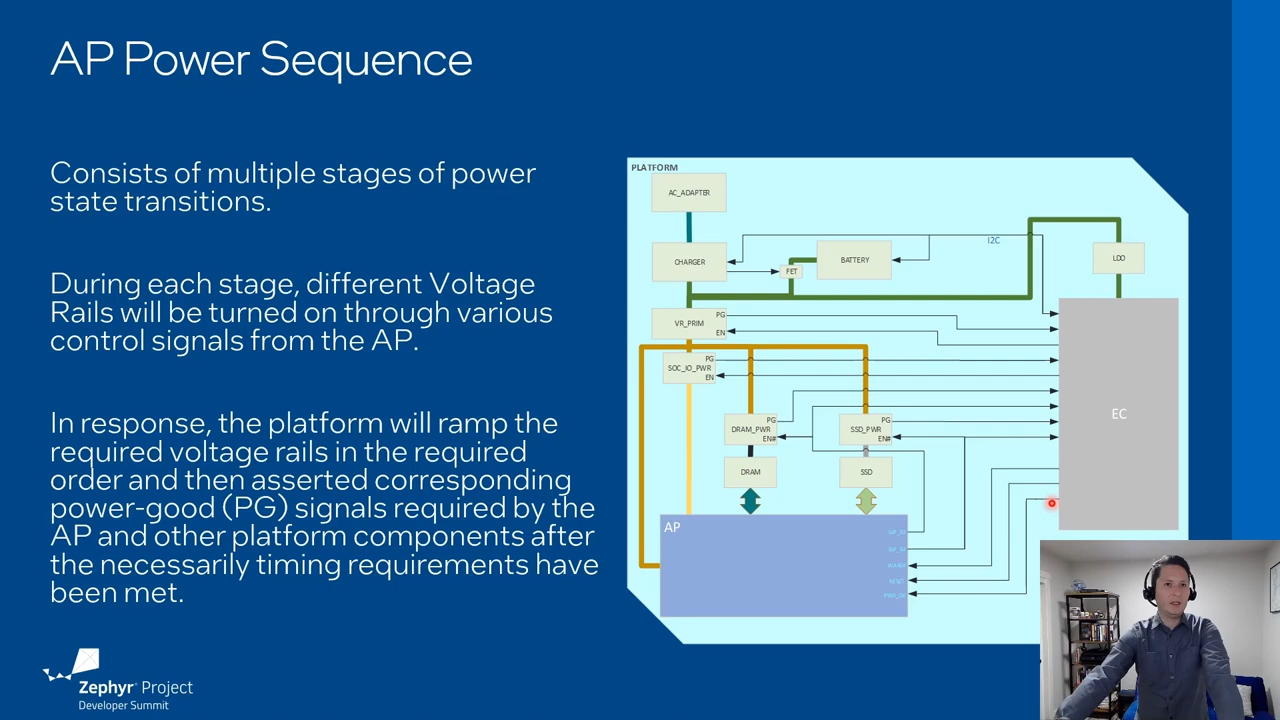 AP Power Sequence
Consists of multiple stages of power
state transitions.
During each stage, different Voltage
Rails will be turned on through various
control signals from the AP.
In response, the platform will ramp the
required voltage rails in the required
order and then asserted corresponding
power-good (PG) signals required by the
AP and other platform components after
the necessarily timing requirements have
been met.
PLATFORM
AC_ADAPTER
I2C
CHARGER
FET
BATTERY
LDO
VR_PRIM
PG
EN
SOC_IO_PWR
PG
EN
EC
DRAM_PWR
PG
EN#
SSD_PWR
PG
EN#
DRAM
SSD
AP
WAKE#
RESET#
PWR_OK
Zephyr® Project
Developer Summit